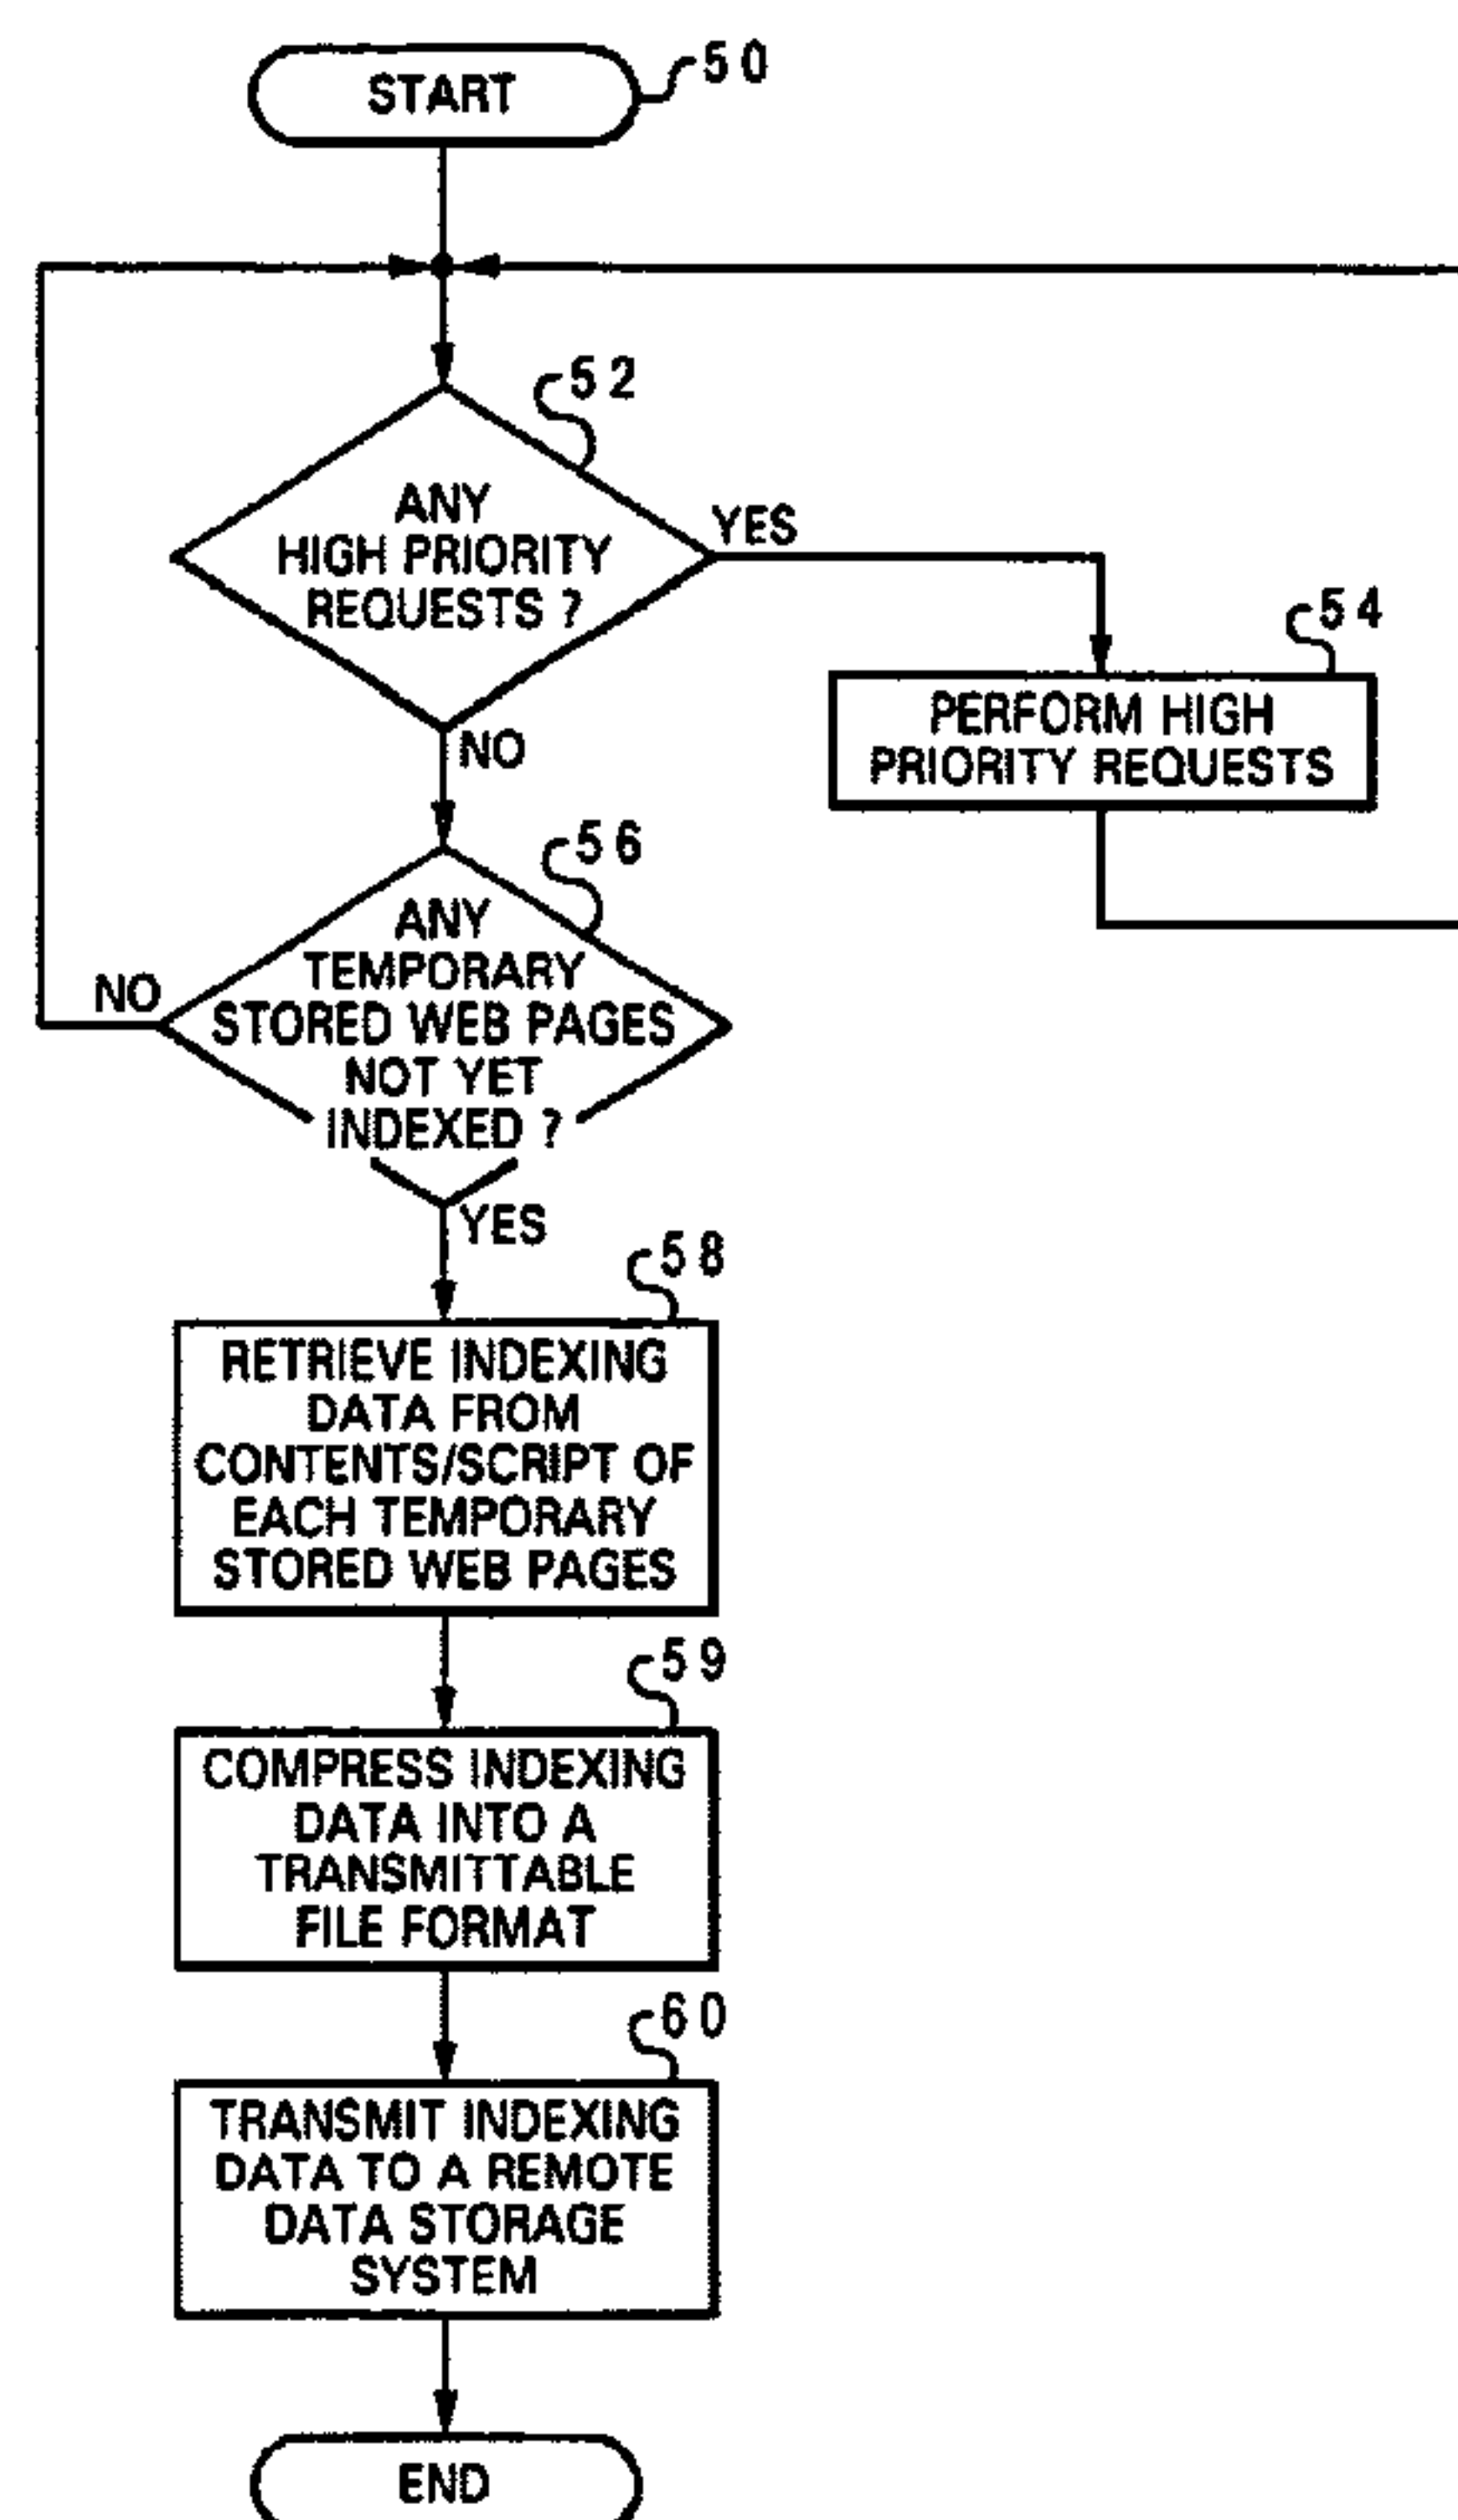 START
50
52
ANY
HIGH PRIORITY
REQUESTS ?
YES
54
PERFORM HIGH
PRIORITY REQUESTS
NO
56
ANY
TEMPORARY
STORED WEB PAGES
NOT YET
INDEXED ?
NO
YES
58
RETRIEVE INDEXING
DATA FROM
CONTENTS/SCRIPT OF
EACH TEMPORARY
STORED WEB PAGES
59
COMPRESS INDEXING
DATA INTO A
TRANSMITTABLE
FILE FORMAT
60
TRANSMIT INDEXING
DATA TO A REMOTE
DATA STORAGE
SYSTEM
END